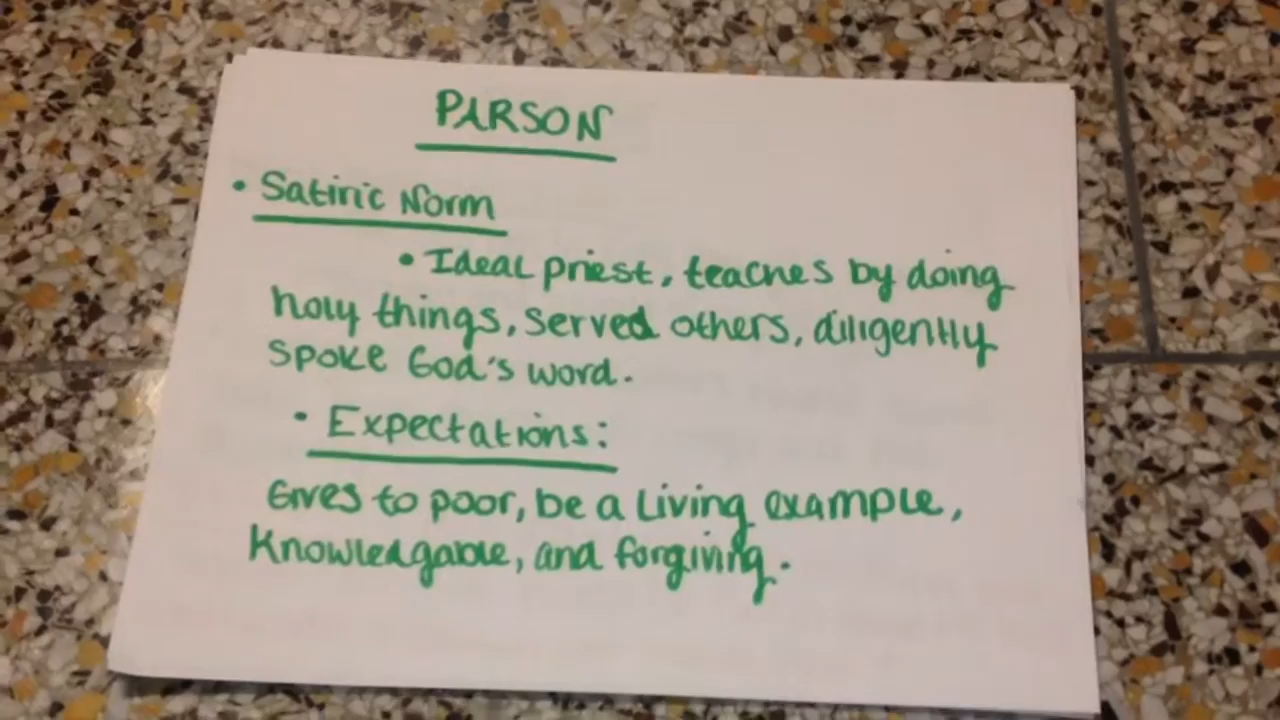 PARSON
• Satiric Norm
• Ideal priest, teaches by doing
holy things, served others, diligently
spoke God's word.
• Expectations:
Gives to poor, be a living example,
Knowledgable, and forgiving.